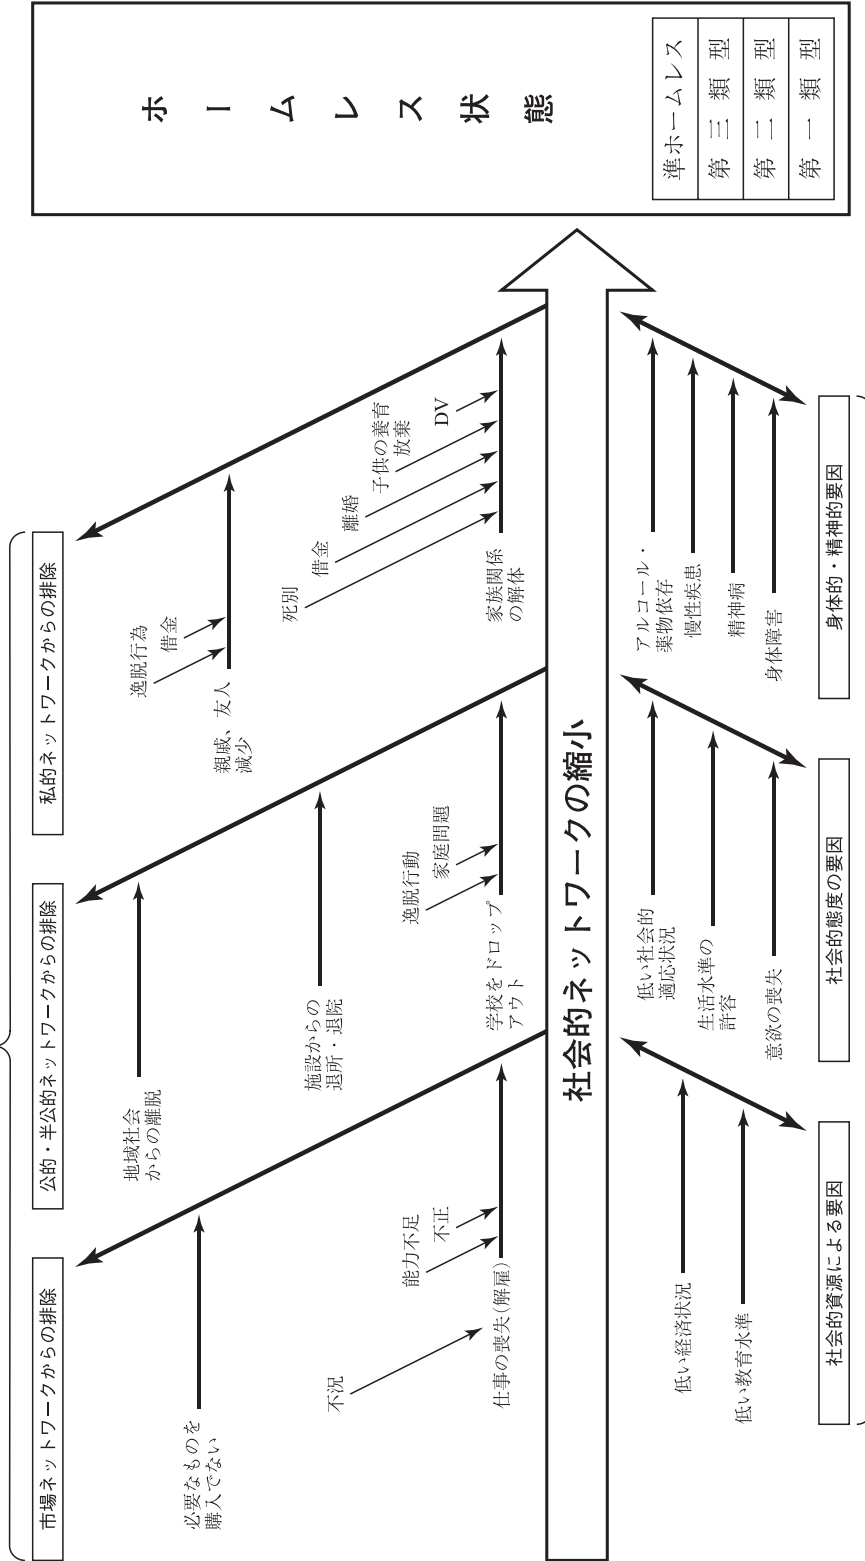 市場ネットワークからの排除
公的・半公的ネットワークからの排除
私的ネットワークからの排除
必要なものを
購入でない
不況
能力不足
不正
仕事の喪失(解雇)
地域社会
からの離脱
施設からの
退所・退院
逸脱行動
家庭問題
学校をドロップ
アウト
逸脱行為
借金
親戚、友人
減少
死別
借金
離婚
子供の養育
放棄
DV
家族関係
の解体
社会的ネットワークの縮小
低い経済状況
低い教育水準
低い社会的
適応状況
生活水準の
許容
意欲の喪失
アルコール・
薬物依存
慢性疾患
精神病
身体障害
社会的資源による要因
社会的態度の要因
身体的・精神的要因
ホームレス状態
準ホームレス
第三類型
第二類型
第一類型